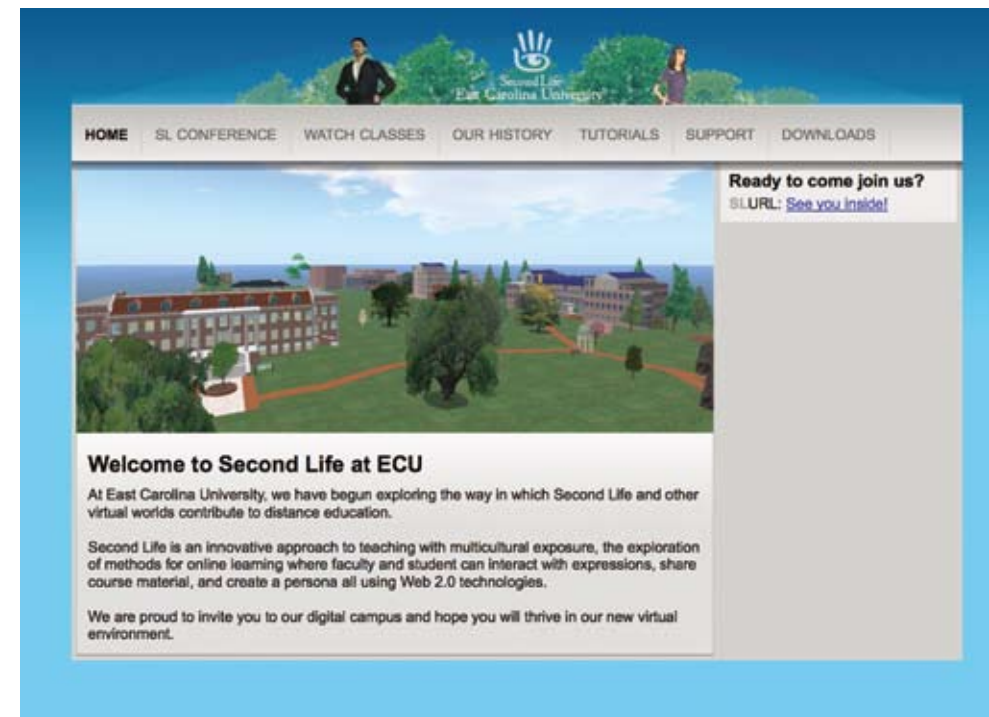 Second Life
East Carolina University
HOME SL CONFERENCE WATCH CLASSES OUR HISTORY TUTORIALS SUPPORT DOWNLOADS
Ready to come join us?
SLURL: See you inside!
Welcome to Second Life at ECU
At East Carolina University, we have begun exploring the way in which Second Life and other
virtual worlds contribute to distance education.
Second Life is an innovative approach to teaching with multicultural exposure, the exploration
of methods for online learning where faculty and student can interact with expressions, share
course material, and create a persona all using Web 2.0 technologies.
We are proud to invite you to our digital campus and hope you will thrive in our new virtual
environment.